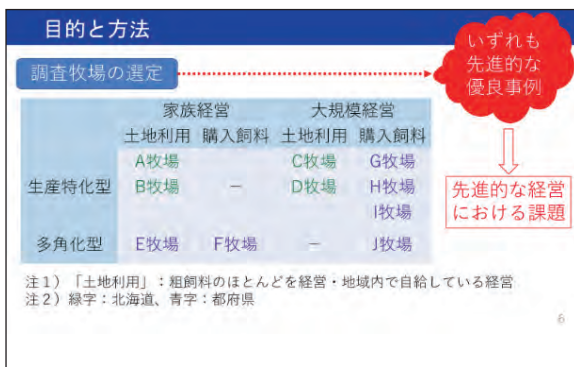 目的と方法
いずれも
先進的な
優良事例
調査牧場の選定
家族経営 大規模経営
土地利用 購入飼料 土地利用 購入飼料
A牧場 C牧場 G牧場
生産特化型 B牧場 − D牧場 H牧場
I牧場
多角化型 E牧場 F牧場 − J牧場
先進的な経営
における課題
注1）「土地利用」：粗飼料のほとんどを経営・地域内で自給している経営
注2）緑字：北海道、青字：都府県
6